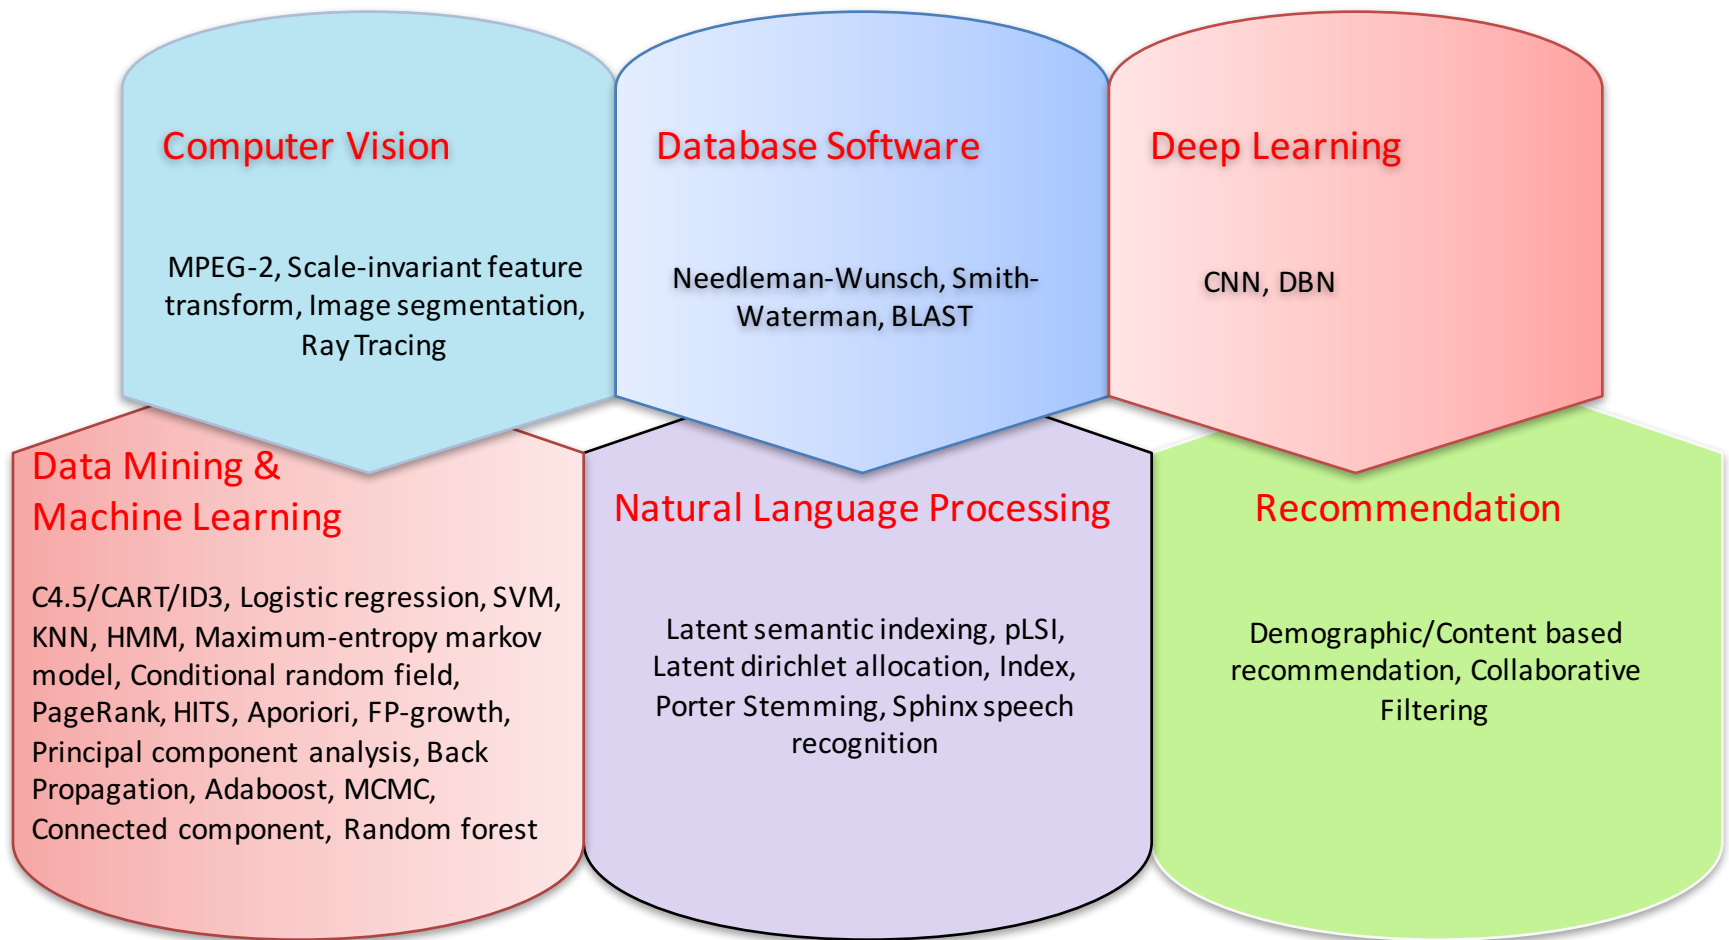 Computer Vision
MPEG-2, Scale-invariant feature
transform, Image segmentation,
Ray Tracing
Database Software
Needleman-Wunsch, Smith-
Waterman, BLAST
Deep Learning
CNN, DBN
Data Mining &
Machine Learning
C4.5/CART/ID3, Logistic regression, SVM,
KNN, HMM, Maximum-entropy markov
model, Conditional random field,
PageRank, HITS, Aporiori, FP-growth,
Principal component analysis, Back
Propagation, Adaboost, MCMC,
Connected component, Random forest
Natural Language Processing
Latent semantic indexing, pLSI,
Latent dirichlet allocation, Index,
Porter Stemming, Sphinx speech
recognition
Recommendation
Demographic/Content based
recommendation, Collaborative
Filtering